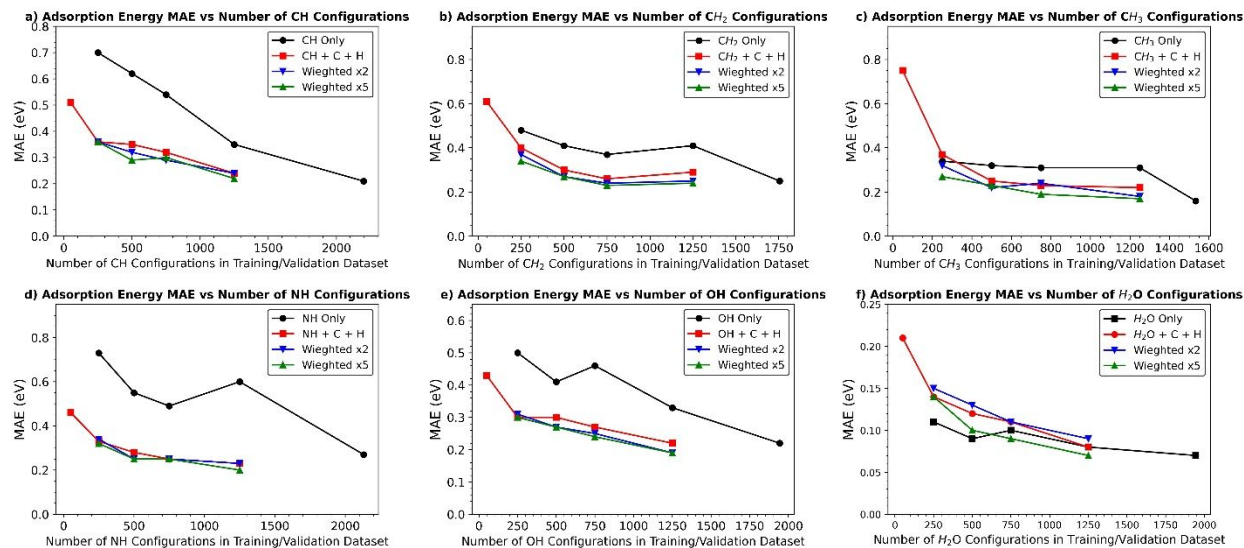 a) Adsorption Energy MAE vs Number of CH Configurations
0.8
0.7
0.6
0.5
0.4
0.3
0.2
0.1
0.0
MAE (eV)
CH Only
CH + C + H
Wieghted x2
Wieghted x5
0 500 1000 1500 2000
Number of CH Configurations in Training/Validation Dataset
b) Adsorption Energy MAE vs Number of CH₂ Configurations
0.8
0.6
0.4
0.2
0.0
MAE (eV)
CH₂ Only
CH₂ + C + H
Wieghted x2
Wieghted x5
0 250 500 750 1000 1250 1500 1750
Number of CH₂ Configurations in Training/Validation Dataset
c) Adsorption Energy MAE vs Number of CH₃ Configurations
0.8
0.6
0.4
0.2
0.0
MAE (eV)
CH₃ Only
CH₃ + C + H
Wieghted x2
Wieghted x5
0 200 400 600 800 1000 1200 1400 1600
Number of CH₃ Configurations in Training/Validation Dataset
d) Adsorption Energy MAE vs Number of NH Configurations
0.8
0.6
0.4
0.2
0.0
MAE (eV)
NH Only
NH + C + H
Wieghted x2
Wieghted x5
0 500 1000 1500 2000
Number of NH Configurations in Training/Validation Dataset
e) Adsorption Energy MAE vs Number of OH Configurations
0.6
0.5
0.4
0.3
0.2
0.1
0.0
MAE (eV)
OH Only
OH + C + H
Wieghted x2
Wieghted x5
0 250 500 750 1000 1250 1500 1750 2000
Number of OH Configurations in Training/Validation Dataset
f) Adsorption Energy MAE vs Number of H₂O Configurations
0.25
0.20
0.15
0.10
0.05
0.00
MAE (eV)
H₂O Only
H₂O + C + H
Wieghted x2
Wieghted x5
0 250 500 750 1000 1250 1500 1750 2000
Number of H₂O Configurations in Training/Validation Dataset